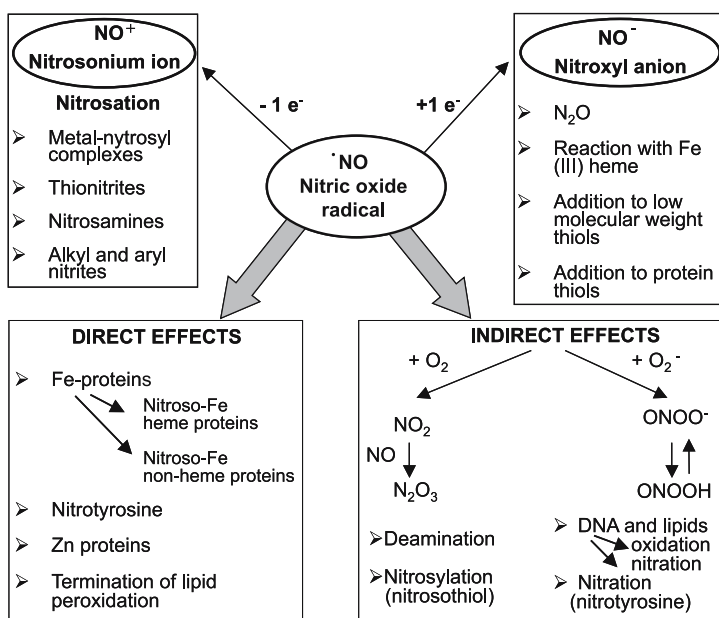 NO⁺
Nitrosonium ion
Nitrosation
➢ Metal-nytrosyl
complexes
➢ Thionitrites
➢ Nitrosamines
➢ Alkyl and aryl
nitrites
- 1 e⁻
+1 e⁻
NO⁻
Nitroxyl anion
➢ N₂O
➢ Reaction with Fe
(III) heme
➢ Addition to low
molecular weight
thiols
➢ Addition to protein
thiols
˙NO
Nitric oxide
radical
DIRECT EFFECTS
➢ Fe-proteins
Nitroso-Fe
heme proteins
Nitroso-Fe
non-heme proteins
➢ Nitrotyrosine
➢ Zn proteins
➢ Termination of lipid
peroxidation
INDIRECT EFFECTS
+ O₂
NO₂
NO
N₂O₃
➢Deamination
➢Nitrosylation
(nitrosothiol)
+ O₂⁻
ONOO⁻
ONOOH
➢ DNA and lipids
oxidation
nitration
➢ Nitration
(nitrotyrosine)